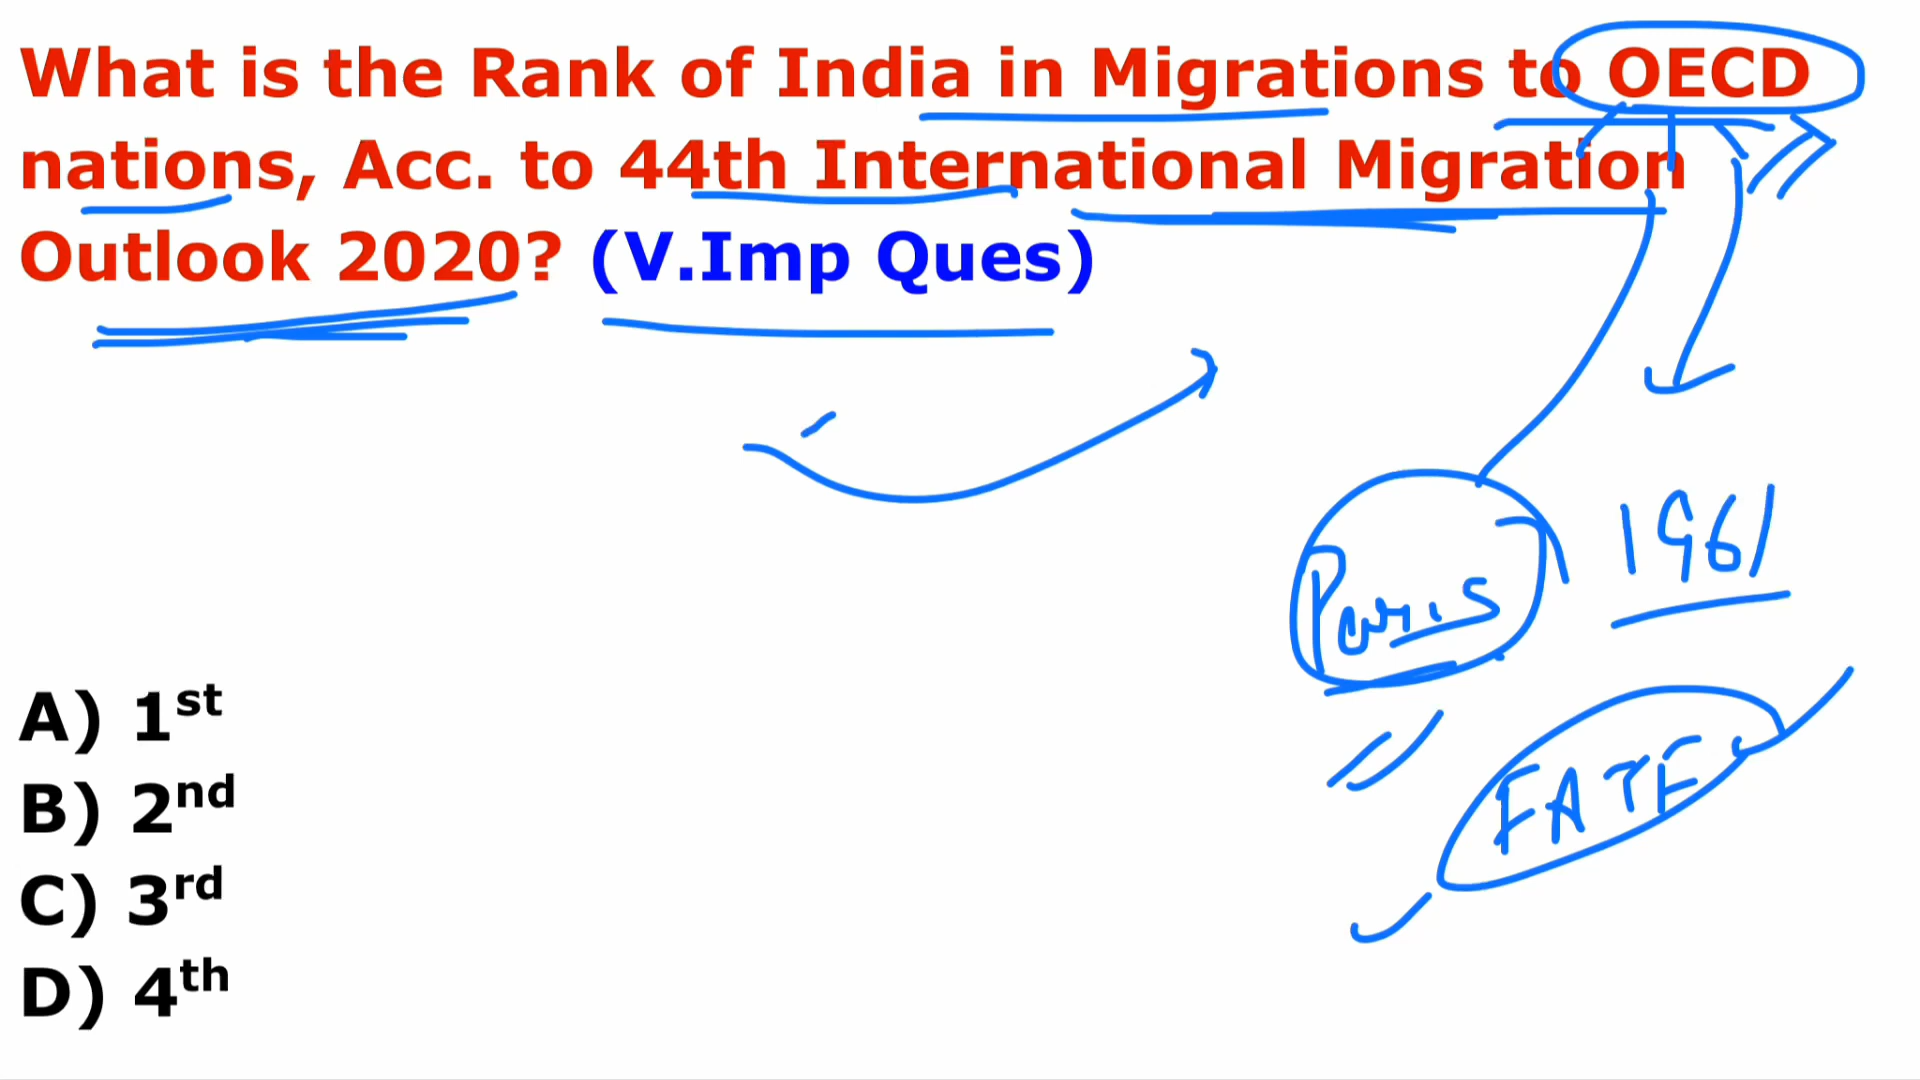 What is the Rank of India in Migrations to OECD
nations, Acc. to 44th International Migration
Outlook 2020? (V.Imp Ques)
Paris
1961
FATF
A) 1st
B) 2nd
C) 3rd
D) 4th